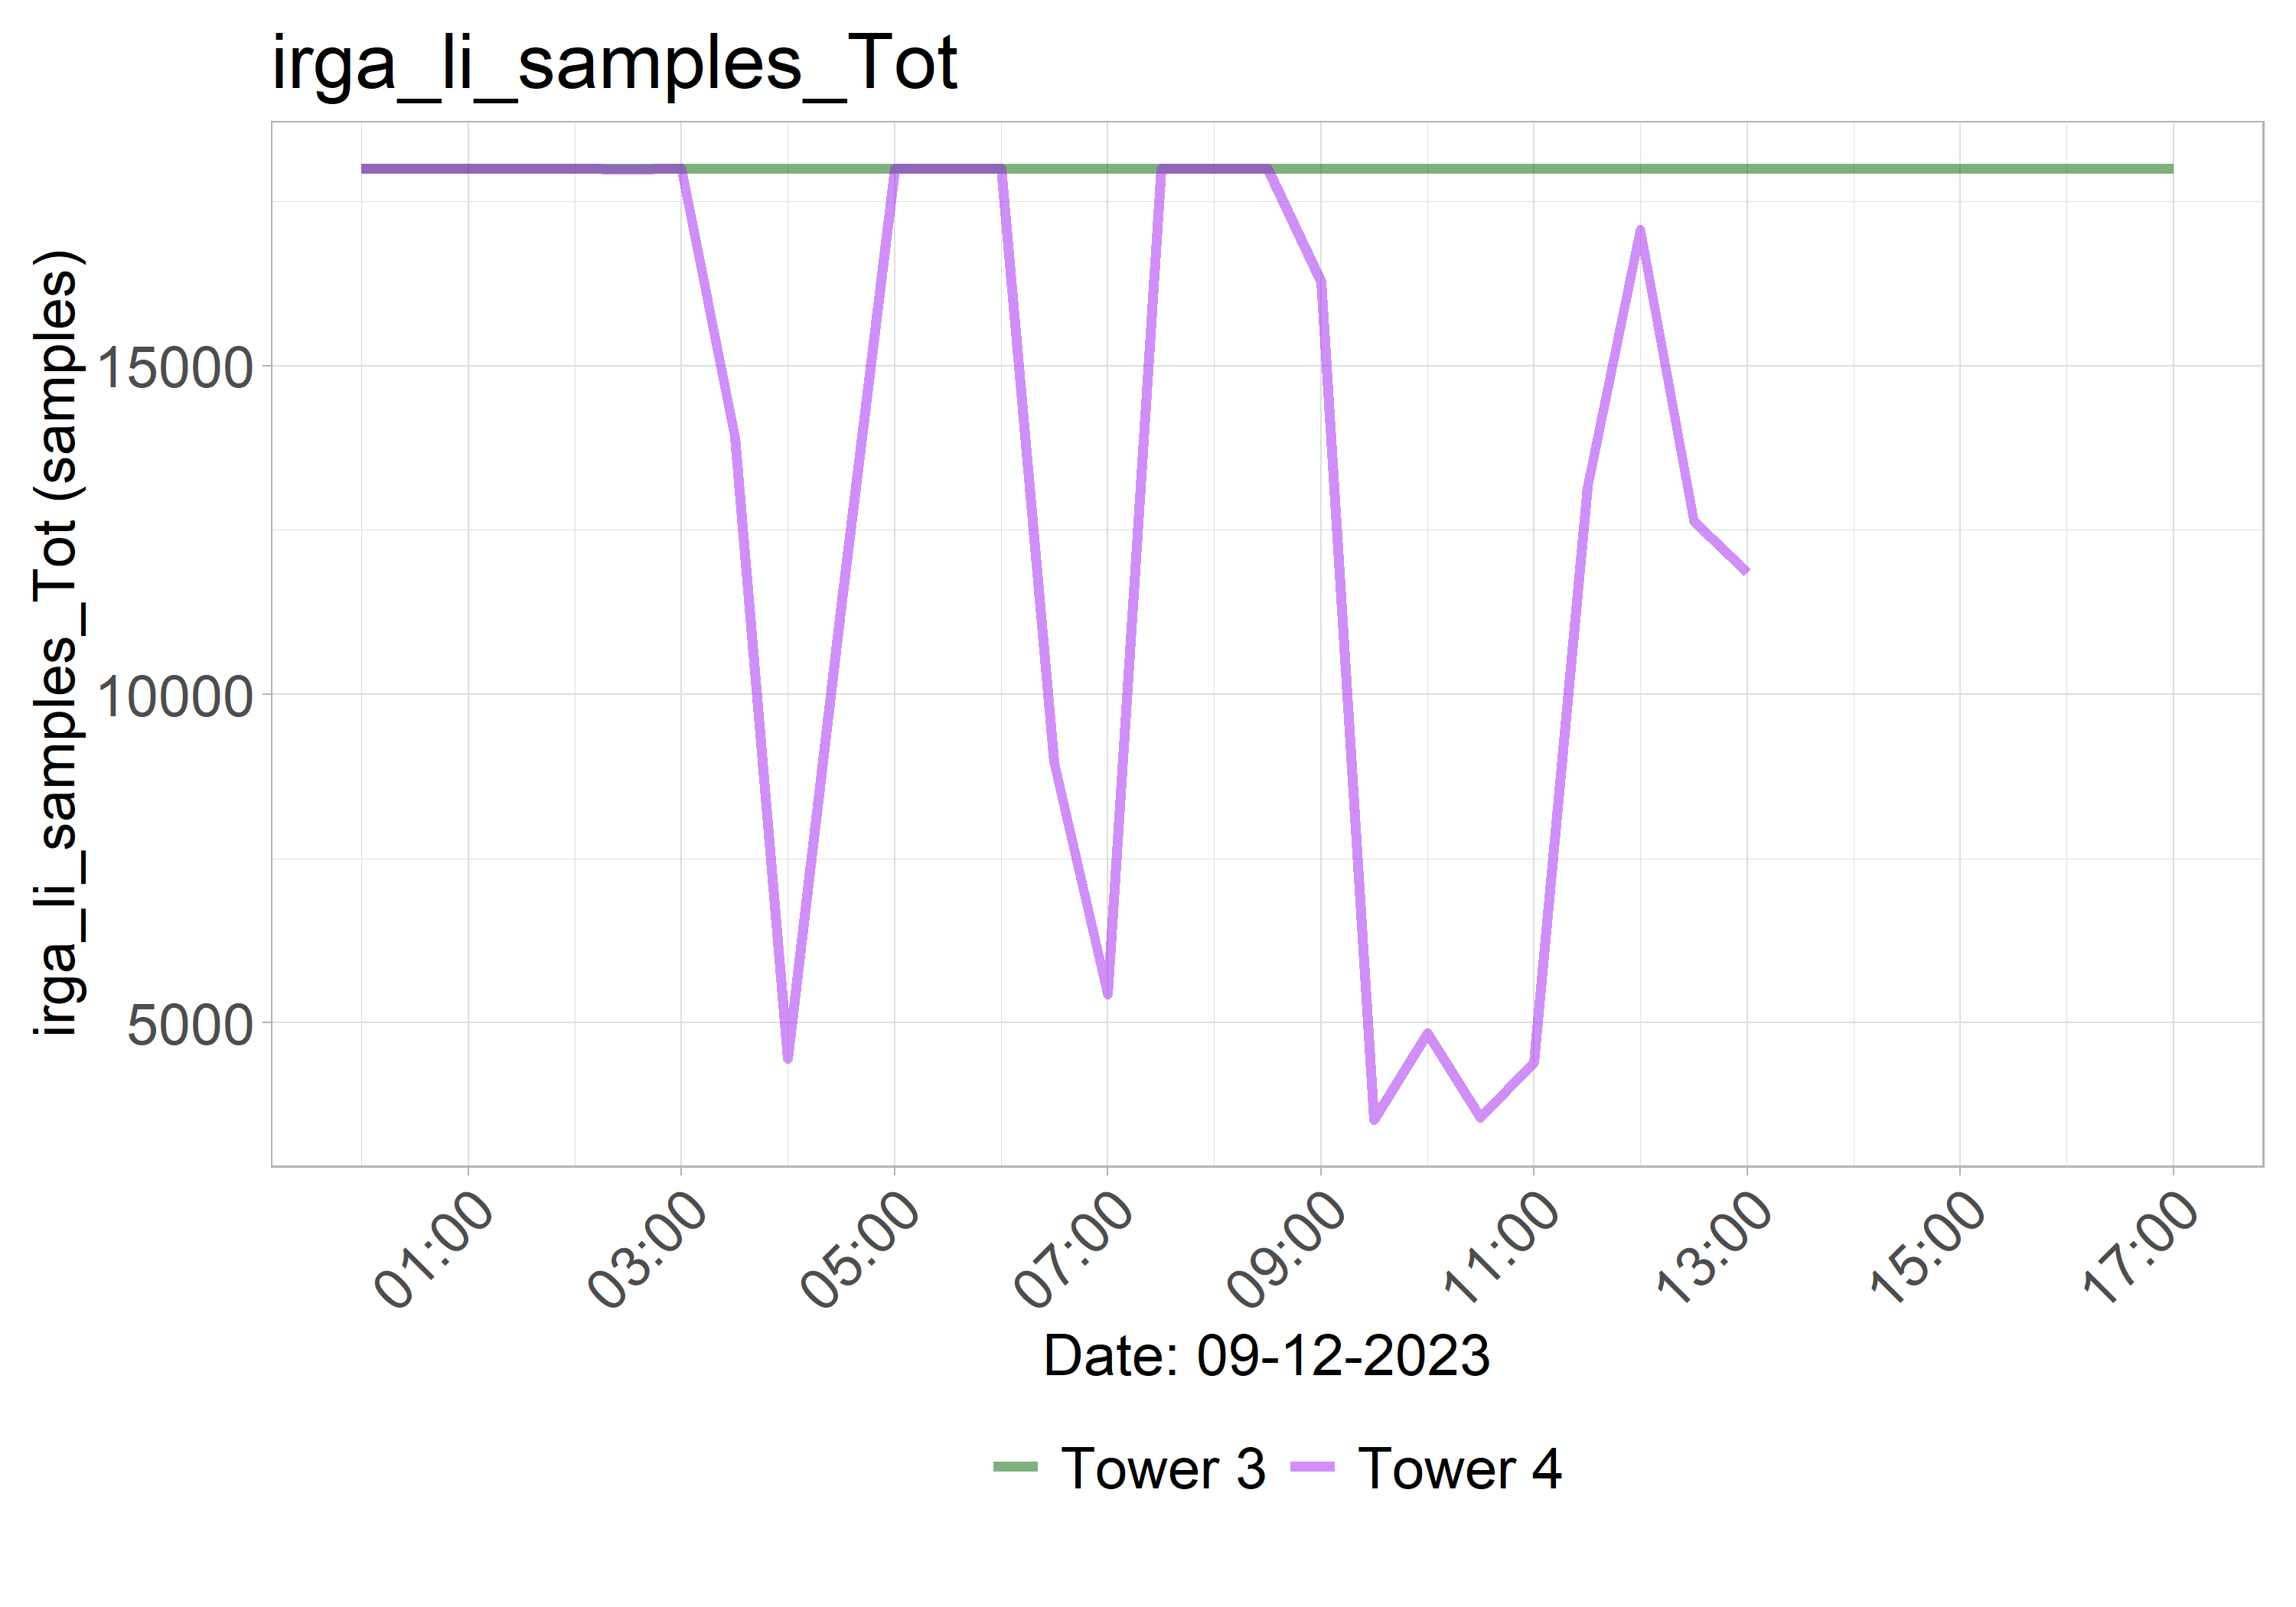 irga_li_samples_Tot
irga_li_samples_Tot (samples)
15000
10000
5000
01:00 03:00 05:00 07:00 09:00 11:00 13:00 15:00 17:00
Date: 09-12-2023
Tower 3 Tower 4